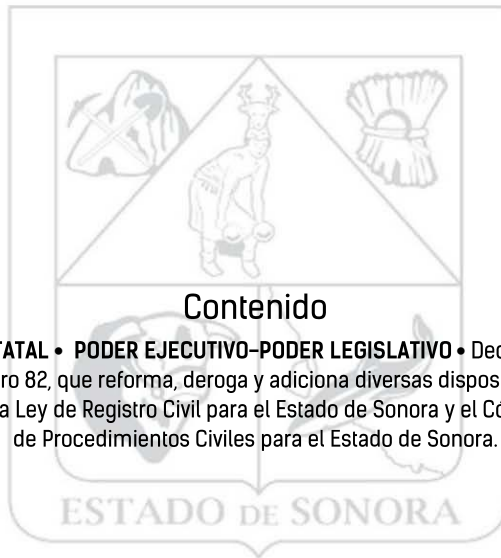 Contenido
TATAL • PODER EJECUTIVO-PODER LEGISLATIVO • Dec
ro 82, que reforma, deroga y adiciona diversas dispos
a Ley de Registro Civil para el Estado de Sonora y el Có
de Procedimientos Civiles para el Estado de Sonora.
ESTADO DE SONORA